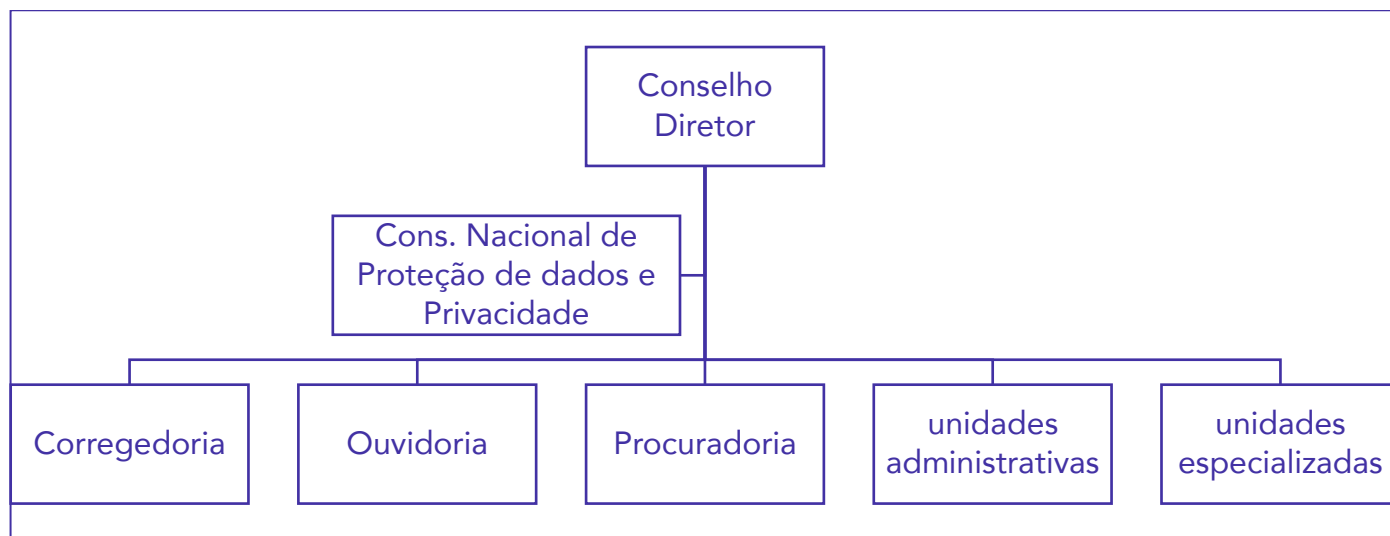 Conselho
Diretor
Cons. Nacional de
Proteção de dados e
Privacidade
Corregedoria
Ouvidoria
Procuradoria
unidades
administrativas
unidades
especializadas